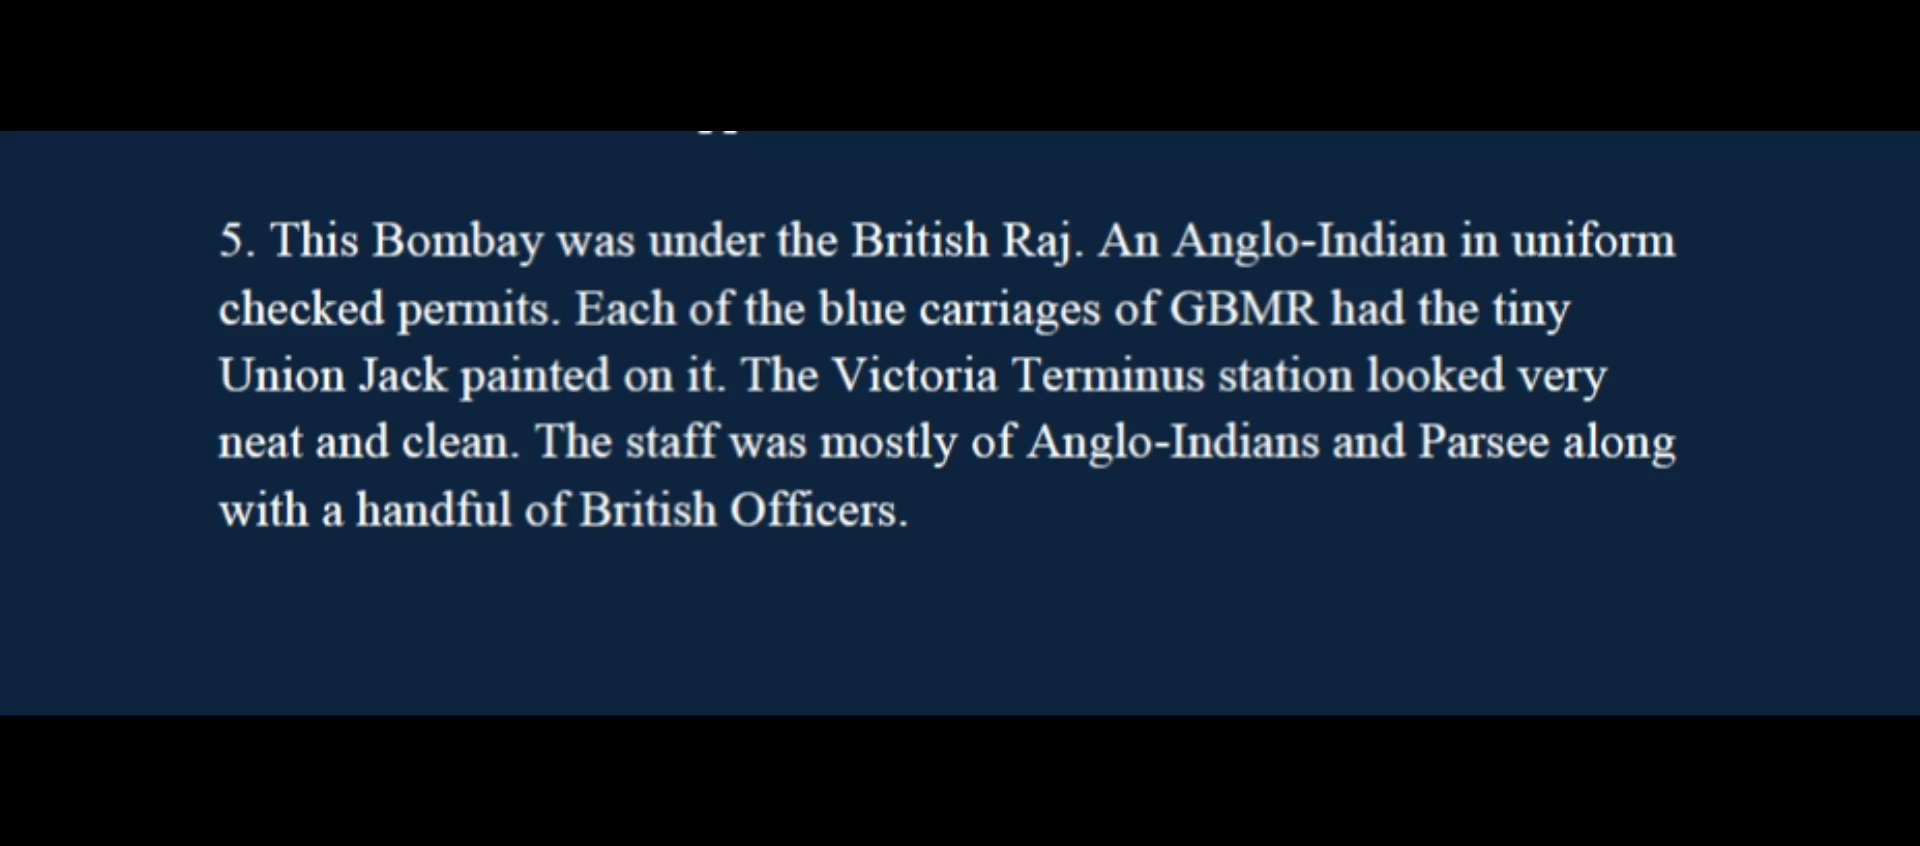 5. This Bombay was under the British Raj. An Anglo-Indian in uniform
checked permits. Each of the blue carriages of GBMR had the tiny
Union Jack painted on it. The Victoria Terminus station looked very
neat and clean. The staff was mostly of Anglo-Indians and Parsee along
with a handful of British Officers.